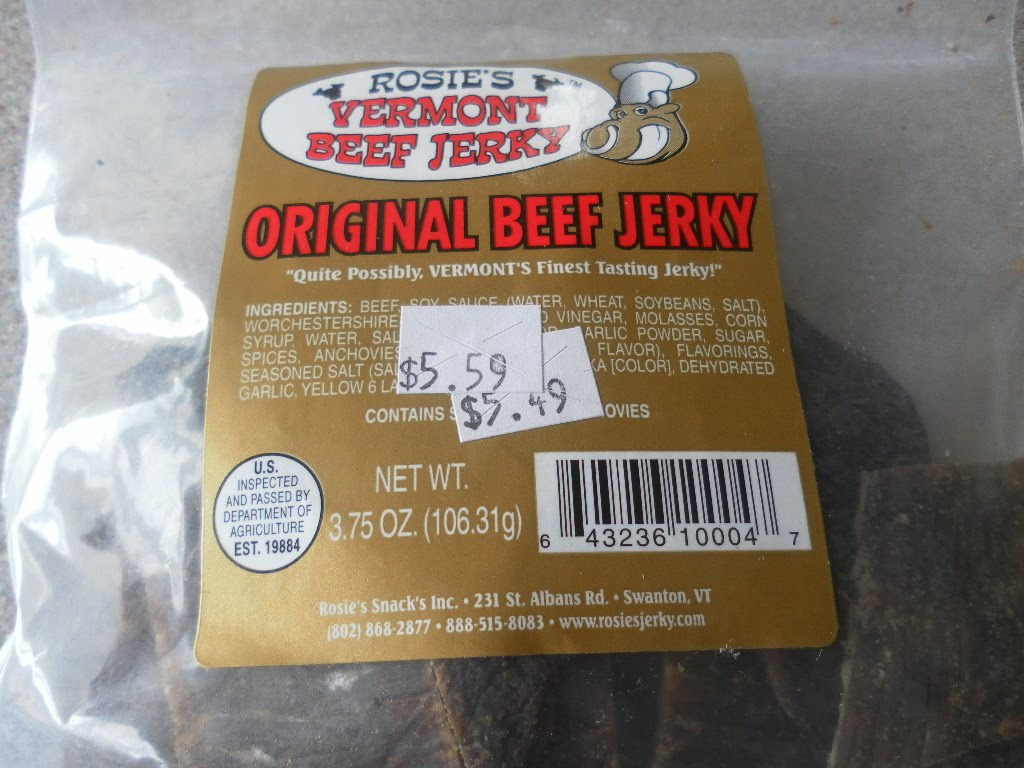 ROSIE'S™
VERMONT
BEEF JERKY
ORIGINAL BEEF JERKY
"Quite Possibly, VERMONT'S Finest Tasting Jerky!"
INGREDIENTS: BEEF, SOY SAUCE (WATER, WHEAT, SOYBEANS, SALT),
WORCHESTERSHIRE VINEGAR, MOLASSES, CORN
SYRUP, WATER, GARLIC POWDER, SUGAR,
SPICES, ANCHOVIES FLAVOR), FLAVORINGS,
SEASONED SALT [COLOR], DEHYDRATED
GARLIC, YELLOW 6
$5.59
$5.49
CONTAINS
U.S.
INSPECTED
AND PASSED BY
DEPARTMENT OF
AGRICULTURE
EST. 19884
NET WT.
3.75 OZ. (106.31g)
6 43236 10004 7
Rosie's Snack's Inc. • 231 St. Albans Rd. • Swanton, VT
(802) 868-2877 • 888-515-8083 • www.rosiesjerky.com